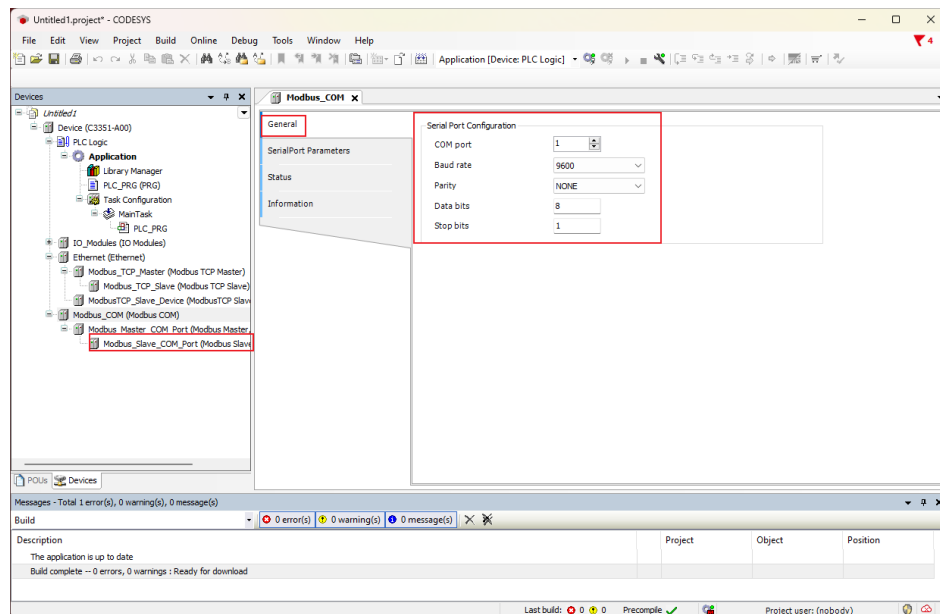 Untitled1.project* - CODESYS
File Edit View Project Build Online Debug Tools Window Help
4
Application [Device: PLC Logic]
Devices
Untitled1
Device (C3351-A00)
PLC Logic
Application
Library Manager
PLC_PRG (PRG)
Task Configuration
MainTask
PLC_PRG
IO_Modules (IO Modules)
Ethernet (Ethernet)
Modbus_TCP_Master (Modbus TCP Master)
Modbus_TCP_Slave (Modbus TCP Slave)
ModbusTCP_Slave_Device (ModbusTCP Slav
Modbus_COM (Modbus COM)
Modbus_Master_COM_Port (Modbus Master,
Modbus_Slave_COM_Port (Modbus Slave
POUs Devices
Modbus_COM
General
SerialPort Parameters
Status
Information
Serial Port Configuration
COM port 1
Baud rate 9600
Parity NONE
Data bits 8
Stop bits 1
Messages - Total 1 error(s), 0 warning(s), 0 message(s)
Build 0 error(s) 0 warning(s) 0 message(s)
Description Project Object Position
The application is up to date
Build complete -- 0 errors, 0 warnings : Ready for download
Last build: 0 0 Precompile Project user: (nobody)